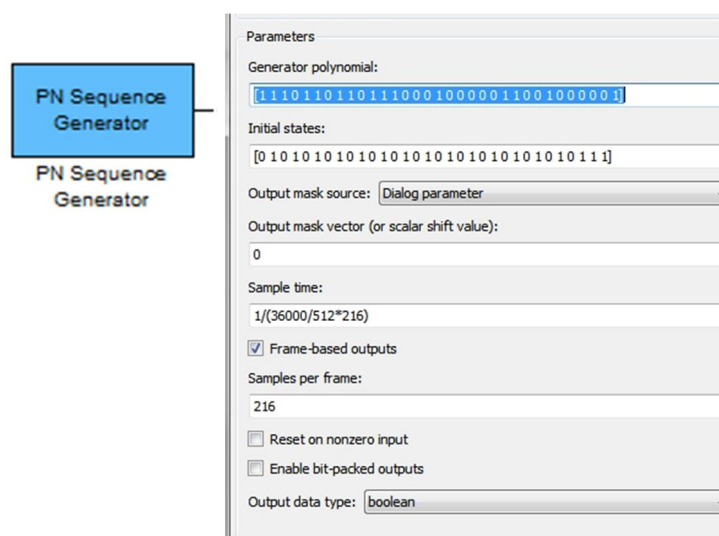 PN Sequence
Generator
PN Sequence
Generator
Parameters
Generator polynomial:
[1 1 1 0 1 1 0 1 1 0 1 1 1 0 0 0 1 0 0 0 0 0 1 1 0 0 1 0 0 0 0 0 1]
Initial states:
[0 1 0 1 0 1 0 1 0 1 0 1 0 1 0 1 0 1 0 1 0 1 0 1 0 1 0 1 0 1 1 1]
Output mask source: Dialog parameter
Output mask vector (or scalar shift value):
0
Sample time:
1/(36000/512*216)
Frame-based outputs
Samples per frame:
216
Reset on nonzero input
Enable bit-packed outputs
Output data type: boolean